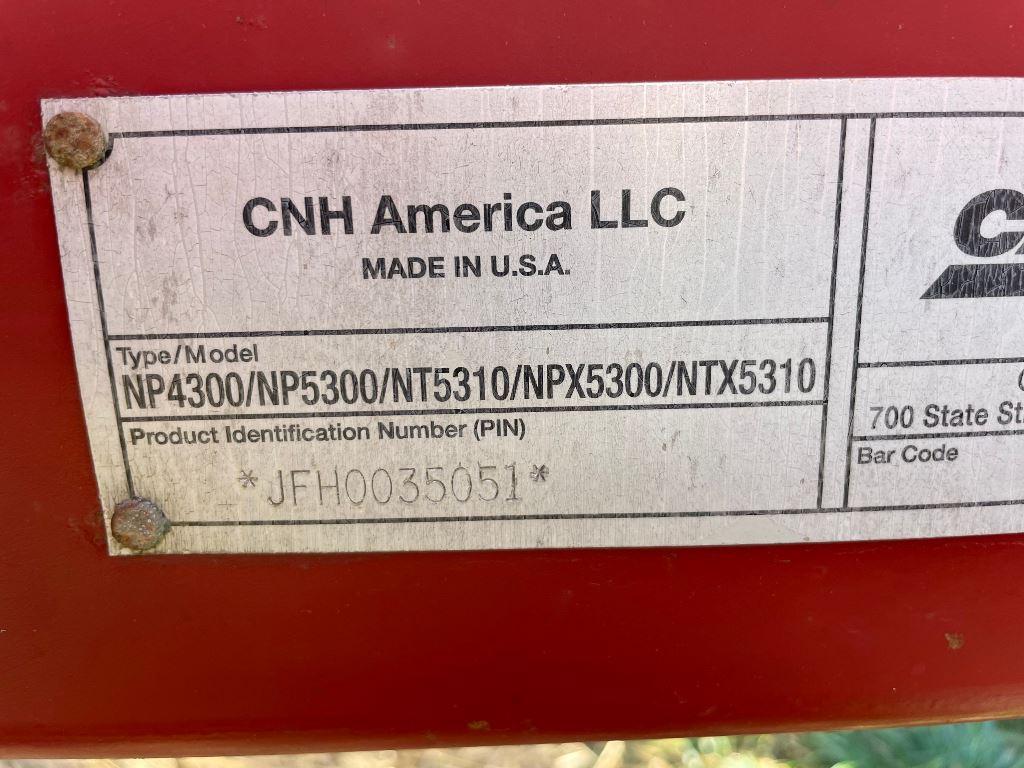 CNH America LLC
MADE IN U.S.A.
Type/Model
NP4300/NP5300/NT5310/NPX5300/NTX5310
Product Identification Number (PIN)
*JFH0035051*
700 State
Bar Code